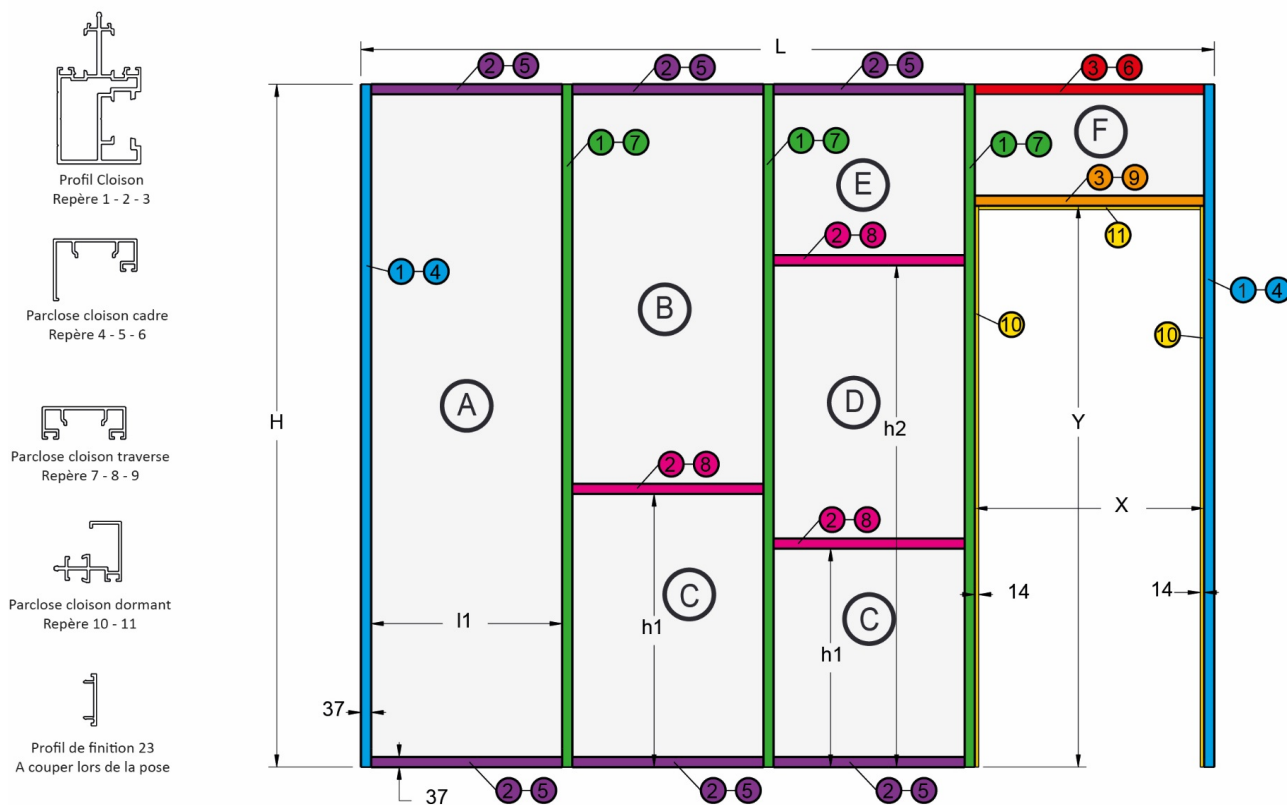 Profil Cloison
Repère 1 - 2 - 3
Parclose cloison cadre
Repère 4 - 5 - 6
Parclose cloison traverse
Repère 7 - 8 - 9
Parclose cloison dormant
Repère 10 - 11
Profil de finition 23
A couper lors de la pose
L
2 5
2 5
2 5
3 6
1 7
1 7
1 7
F
3 9
E
11
2 8
1 4
1 4
B
10
10
A
D
h2
H
Y
2 8
2 8
X
C
C
l1
h1
h1
14
14
37
37
2 5
2 5
2 5